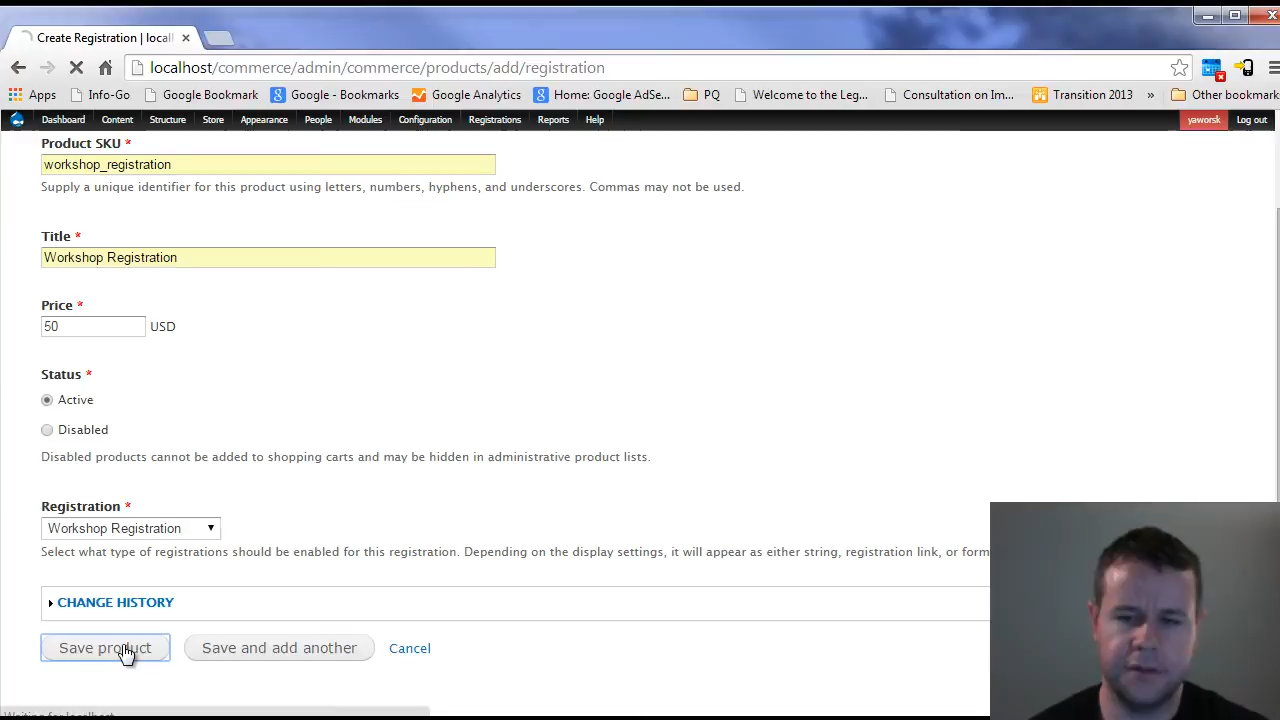 Create Registration | locall
localhost/commerce/admin/commerce/products/add/registration
Apps Info-Go Google Bookmark Google - Bookmarks Google Analytics Home: Google AdSe... PQ Welcome to the Leg... Consultation on Im... Transition 2013 » Other bookmark
Dashboard Content Structure Store Appearance People Modules Configuration Registrations Reports Help yaworsk Log out
Product SKU *
workshop_registration
Supply a unique identifier for this product using letters, numbers, hyphens, and underscores. Commas may not be used.
Title *
Workshop Registration
Price *
50 USD
Status *
Active
Disabled
Disabled products cannot be added to shopping carts and may be hidden in administrative product lists.
Registration *
Workshop Registration
Select what type of registrations should be enabled for this registration. Depending on the display settings, it will appear as either string, registration link, or form
CHANGE HISTORY
Save product Save and add another Cancel
Waiting for localhost